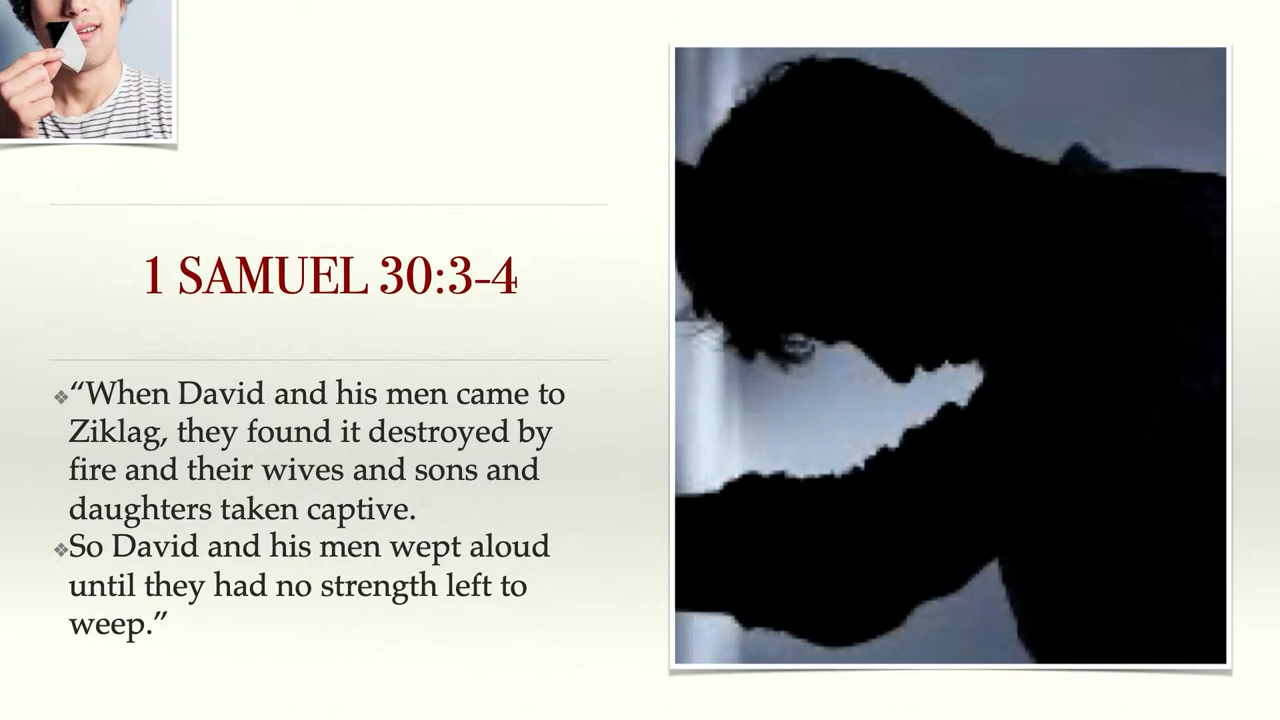 1 SAMUEL 30:3-4
❖“When David and his men came to
Ziklag, they found it destroyed by
fire and their wives and sons and
daughters taken captive.
❖So David and his men wept aloud
until they had no strength left to
weep.”